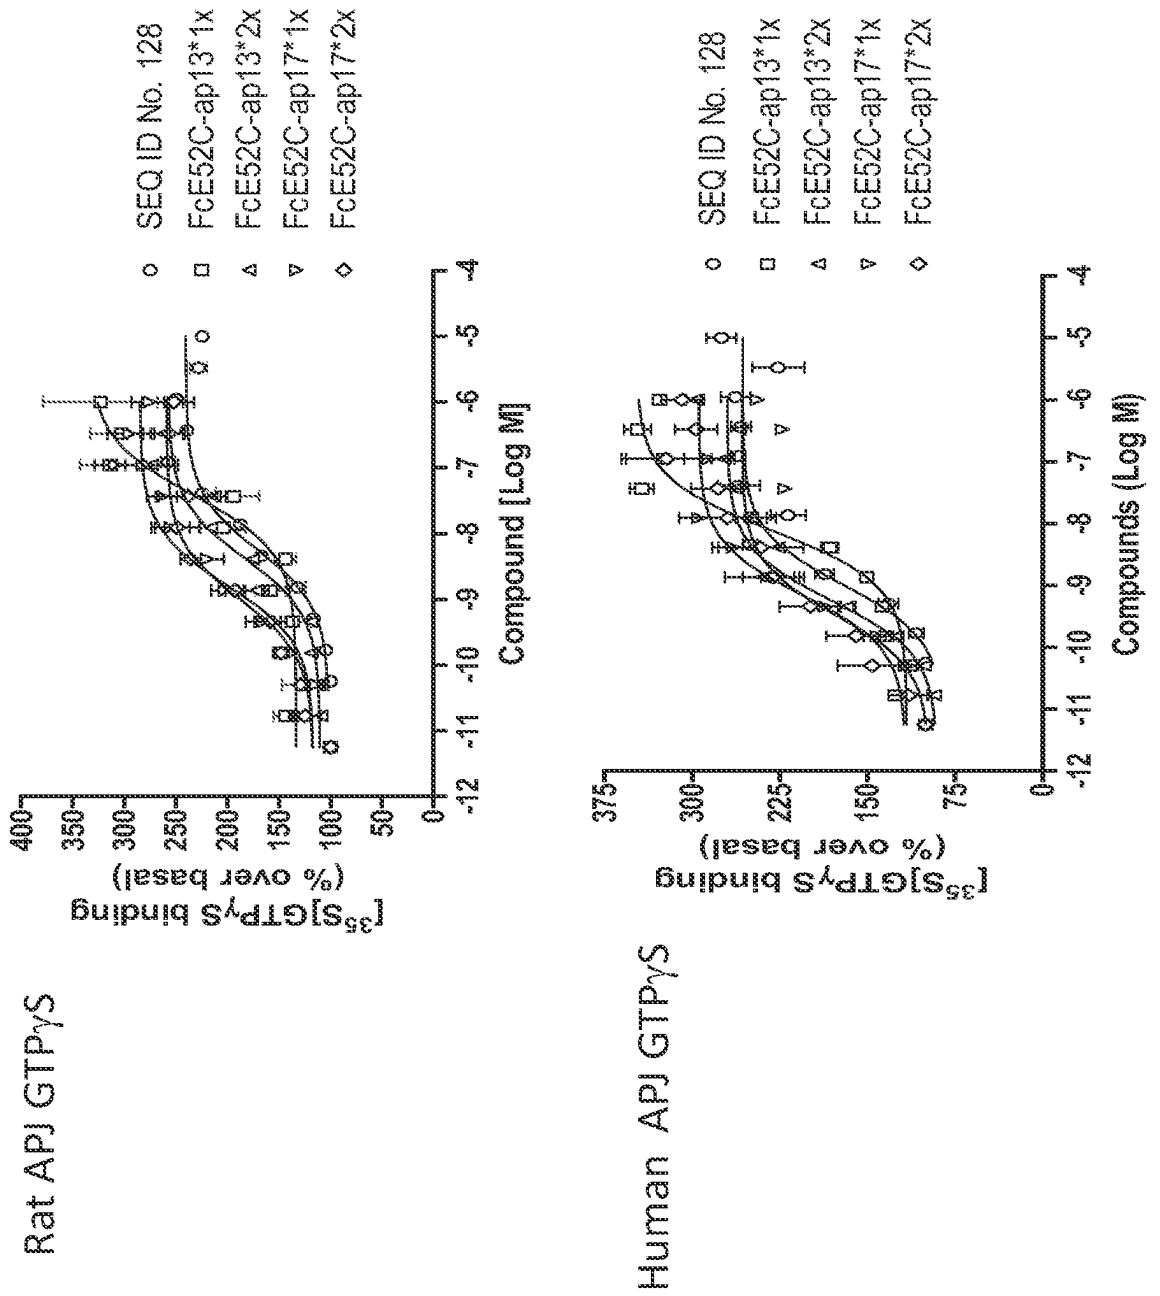 Rat APJ GTPγS
[³⁵S]GTPγS binding
(% over basal)
400
350
300
250
200
150
100
50
0
-12
-11
-10
-9
-8
-7
-6
-5
-4
Compound [Log M]
SEQ ID No. 128
FcE52C-ap13*1x
FcE52C-ap13*2x
FcE52C-ap17*1x
FcE52C-ap17*2x
Human APJ GTPγS
[³⁵S]GTPγS binding
(% over basal)
375
300
225
150
75
0
-12
-11
-10
-9
-8
-7
-6
-5
-4
Compounds (Log M)
SEQ ID No. 128
FcE52C-ap13*1x
FcE52C-ap13*2x
FcE52C-ap17*1x
FcE52C-ap17*2x